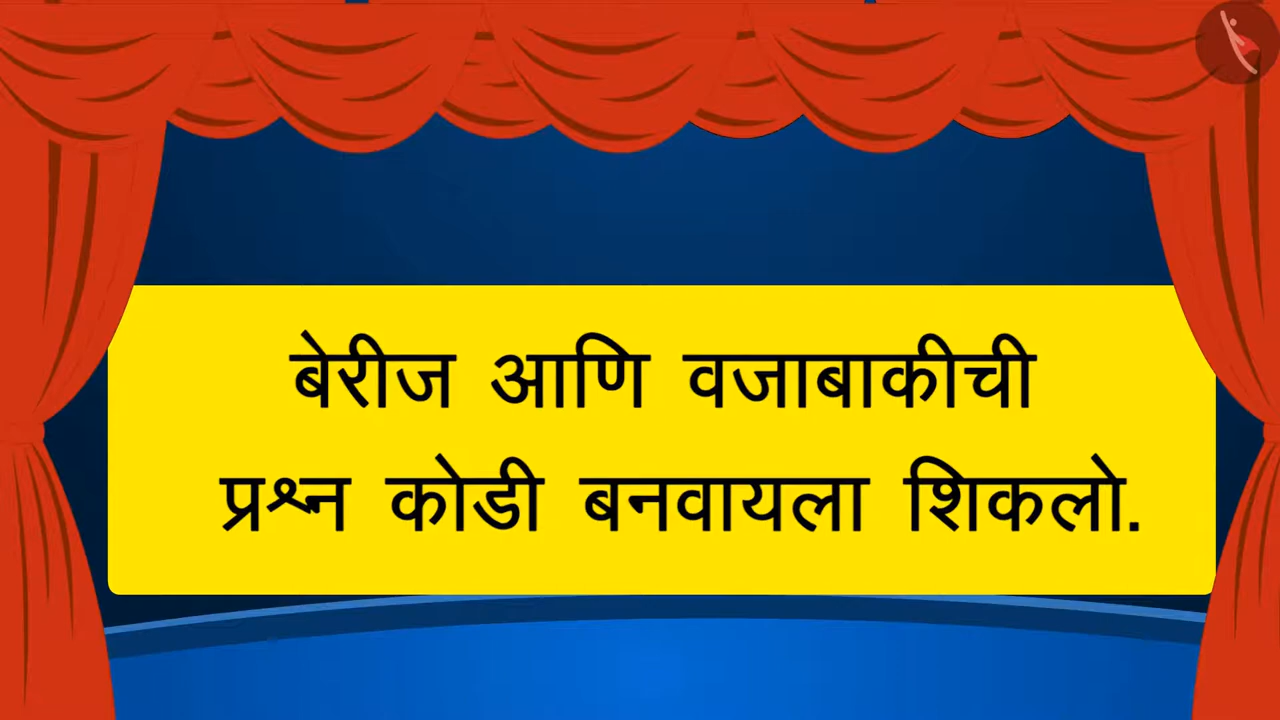 बेरीज आणि वजाबाकीची
प्रश्न कोडी बनवायला शिकलो.